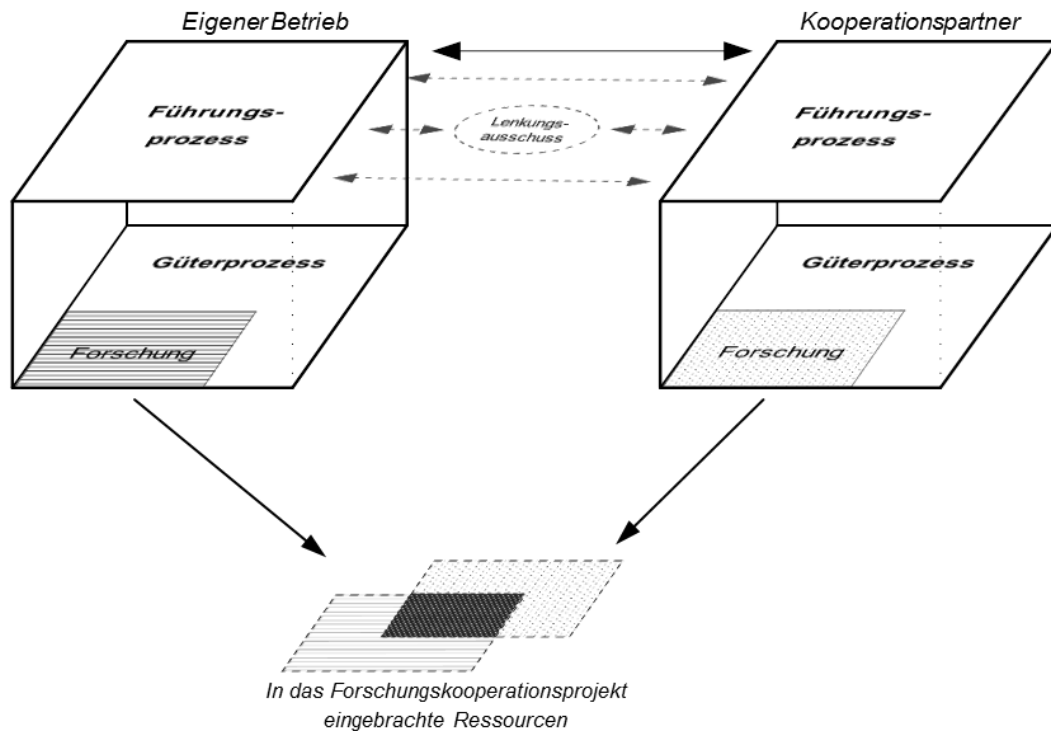 Eigener Betrieb
Kooperationspartner
Führungs-
prozess
Lenkungs-
ausschuss
Führungs-
prozess
Güterprozess
Güterprozess
Forschung
Forschung
In das Forschungskooperationsprojekt
eingebrachte Ressourcen